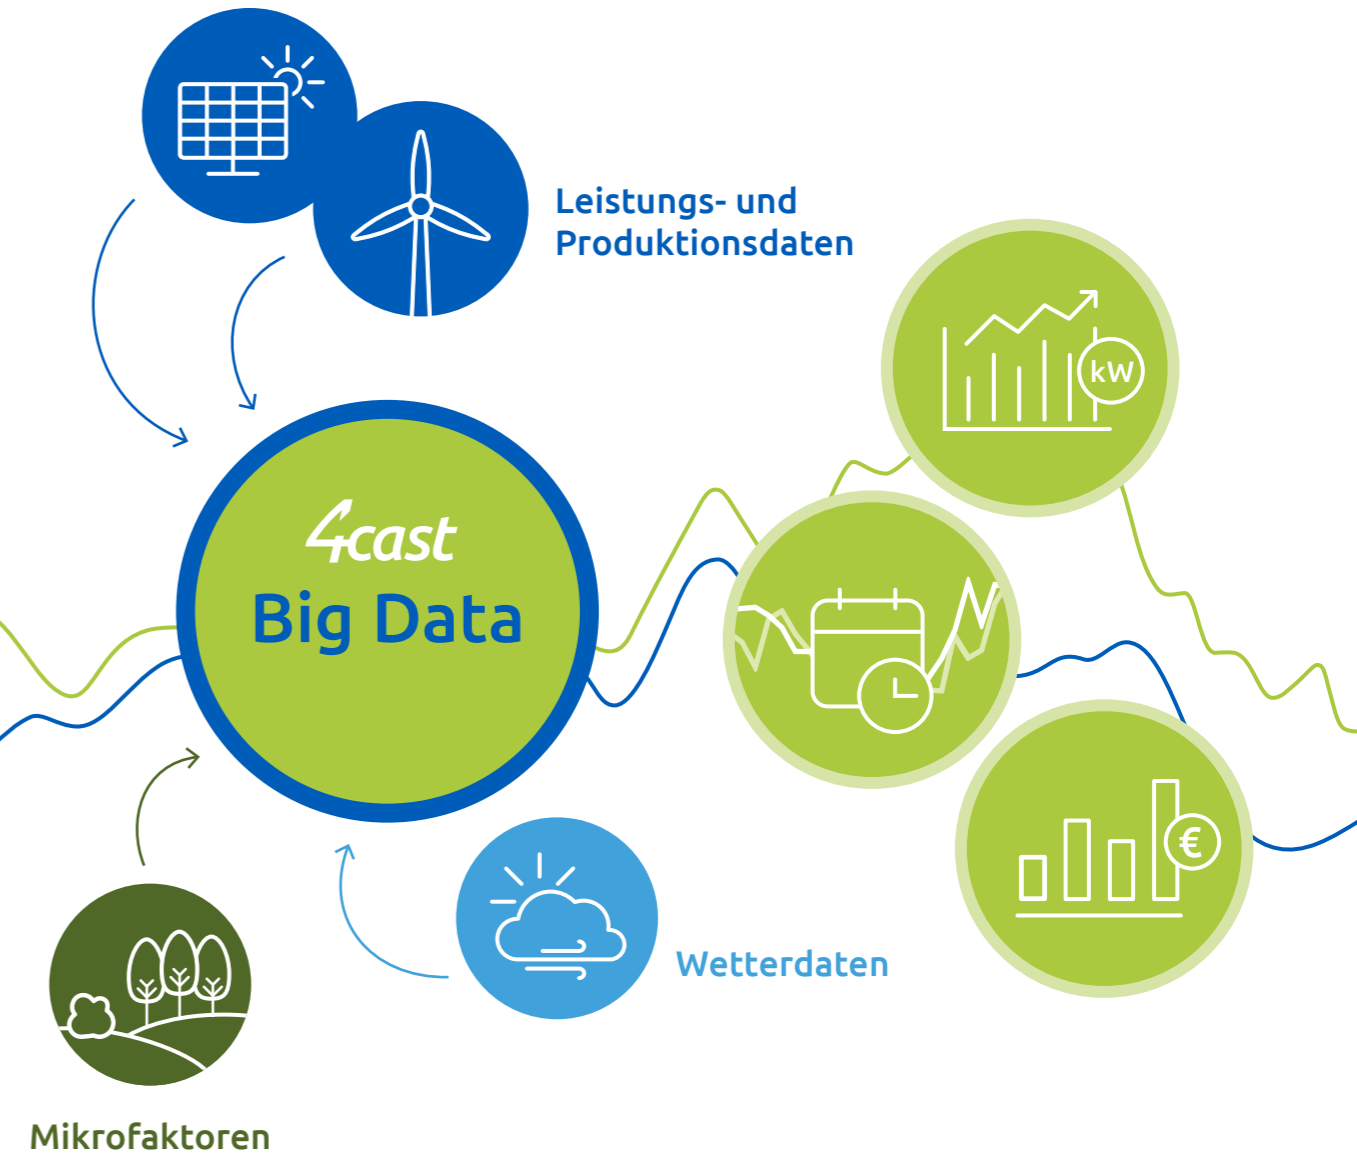 Leistungs- und
Produktionsdaten
kW
4cast
Big Data
€
Wetterdaten
Mikrofaktoren